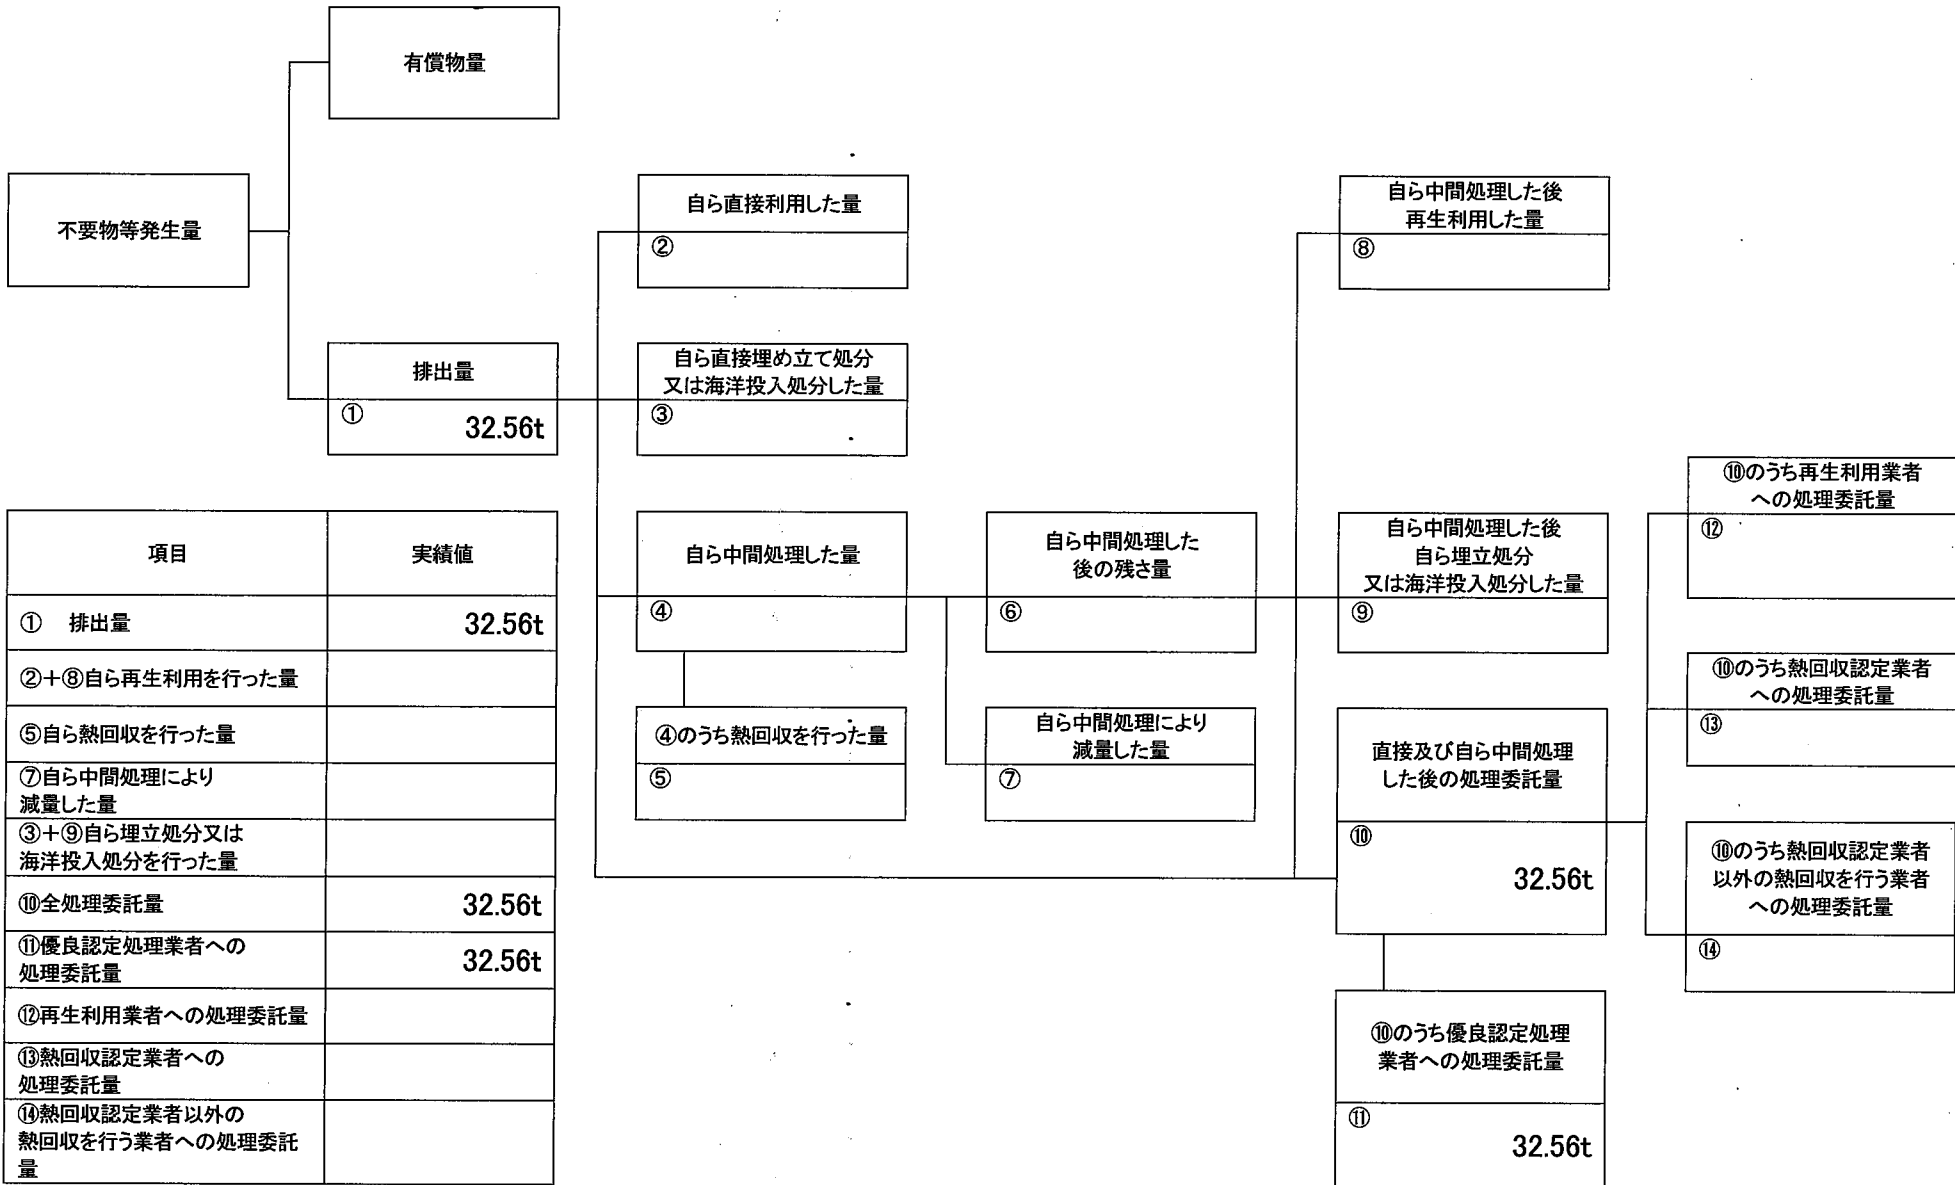 有償物量
不要物等発生量
排出量
①
32.56t
自ら直接利用した量
②
自ら直接埋め立て処分
又は海洋投入処分した量
③
自ら中間処理した量
④
④のうち熱回収を行った量
⑤
自ら中間処理した
後の残さ量
⑥
自ら中間処理により
減量した量
⑦
自ら中間処理した後
再生利用した量
⑧
自ら中間処理した後
自ら埋立処分
又は海洋投入処分した量
⑨
直接及び自ら中間処理
した後の処理委託量
⑩
32.56t
⑩のうち優良認定処理
業者への処理委託量
⑪
32.56t
⑩のうち再生利用業者
への処理委託量
⑫
⑩のうち熱回収認定業者
への処理委託量
⑬
⑩のうち熱回収認定業者
以外の熱回収を行う業者
への処理委託量
⑭
項目 実績値
① 排出量 32.56t
②+⑧自ら再生利用を行った量
⑤自ら熱回収を行った量
⑦自ら中間処理により
減量した量
③+⑨自ら埋立処分又は
海洋投入処分を行った量
⑩全処理委託量 32.56t
⑪優良認定処理業者への
処理委託量 32.56t
⑫再生利用業者への処理委託量
⑬熱回収認定業者への
処理委託量
⑭熱回収認定業者以外の
熱回収を行う業者への処理委託
量